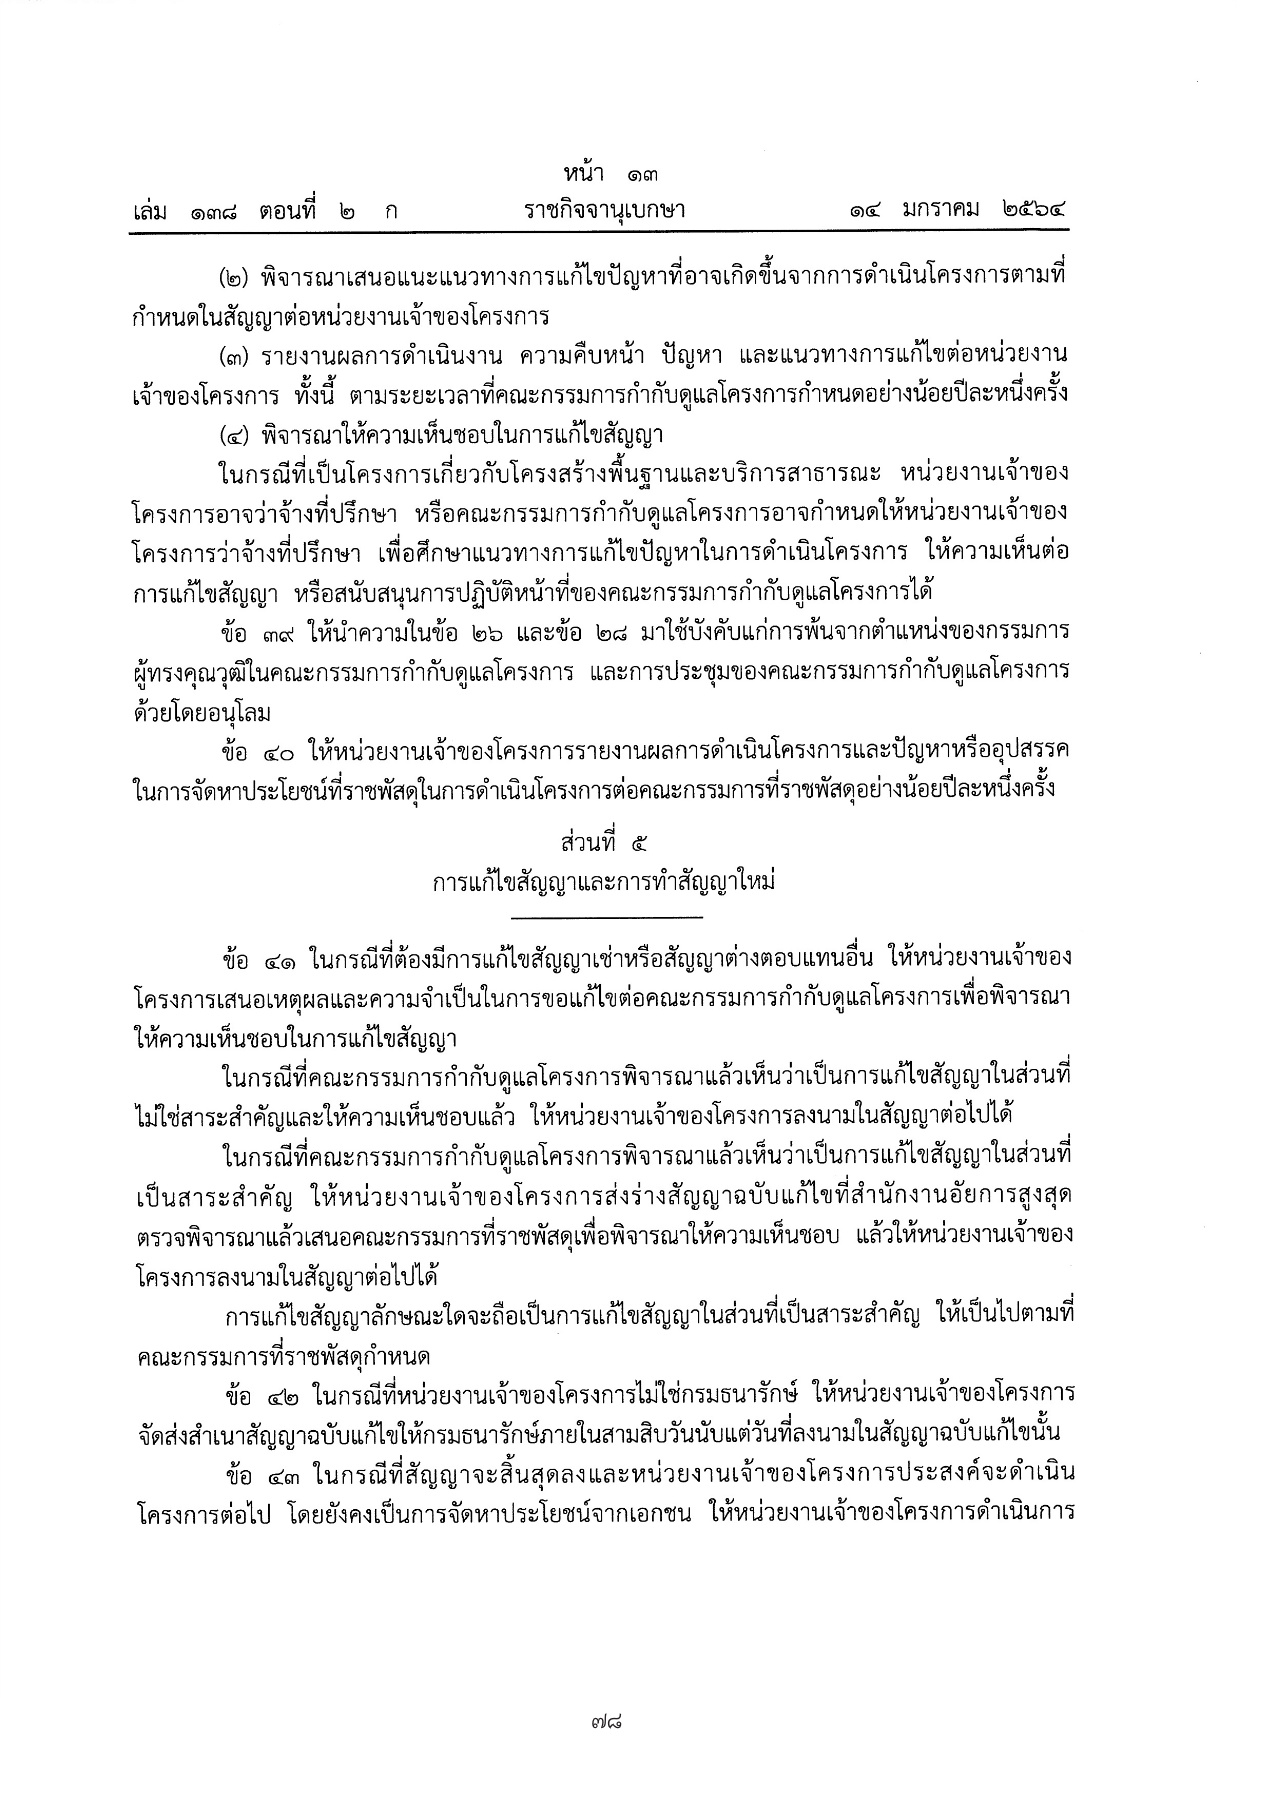 หน้า ๑๓
เล่ม ๑๓๘ ตอนที่ ๒ ก ราชกิจจานุเบกษา ๑๔ มกราคม ๒๕๖๔
(๒) พิจารณาเสนอแนะแนวทางการแก้ไขปัญหาที่อาจเกิดขึ้นจากการดำเนินโครงการตามที่
กำหนดในสัญญาต่อหน่วยงานเจ้าของโครงการ
(๓) รายงานผลการดำเนินงาน ความคืบหน้า ปัญหา และแนวทางการแก้ไขต่อหน่วยงาน
เจ้าของโครงการ ทั้งนี้ ตามระยะเวลาที่คณะกรรมการกำกับดูแลโครงการกำหนดอย่างน้อยปีละหนึ่งครั้ง
(๔) พิจารณาให้ความเห็นชอบในการแก้ไขสัญญา
ในกรณีที่เป็นโครงการเกี่ยวกับโครงสร้างพื้นฐานและบริการสาธารณะ หน่วยงานเจ้าของ
โครงการอาจว่าจ้างที่ปรึกษา หรือคณะกรรมการกำกับดูแลโครงการอาจกำหนดให้หน่วยงานเจ้าของ
โครงการว่าจ้างที่ปรึกษา เพื่อศึกษาแนวทางการแก้ไขปัญหาในการดำเนินโครงการ ให้ความเห็นต่อ
การแก้ไขสัญญา หรือสนับสนุนการปฏิบัติหน้าที่ของคณะกรรมการกำกับดูแลโครงการได้
ข้อ ๓๙ ให้นำความในข้อ ๒๖ และข้อ ๒๘ มาใช้บังคับแก่การพ้นจากตำแหน่งของกรรมการ
ผู้ทรงคุณวุฒิในคณะกรรมการกำกับดูแลโครงการ และการประชุมของคณะกรรมการกำกับดูแลโครงการ
ด้วยโดยอนุโลม
ข้อ ๔๐ ให้หน่วยงานเจ้าของโครงการรายงานผลการดำเนินโครงการและปัญหาหรืออุปสรรค
ในการจัดหาประโยชน์ที่ราชพัสดุในการดำเนินโครงการต่อคณะกรรมการที่ราชพัสดุอย่างน้อยปีละหนึ่งครั้ง
ส่วนที่ ๕
การแก้ไขสัญญาและการทำสัญญาใหม่
ข้อ ๔๑ ในกรณีที่ต้องมีการแก้ไขสัญญาเช่าหรือสัญญาต่างตอบแทนอื่น ให้หน่วยงานเจ้าของ
โครงการเสนอเหตุผลและความจำเป็นในการขอแก้ไขต่อคณะกรรมการกำกับดูแลโครงการเพื่อพิจารณา
ให้ความเห็นชอบในการแก้ไขสัญญา
ในกรณีที่คณะกรรมการกำกับดูแลโครงการพิจารณาแล้วเห็นว่าเป็นการแก้ไขสัญญาในส่วนที่
ไม่ใช่สาระสำคัญและให้ความเห็นชอบแล้ว ให้หน่วยงานเจ้าของโครงการลงนามในสัญญาต่อไปได้
ในกรณีที่คณะกรรมการกำกับดูแลโครงการพิจารณาแล้วเห็นว่าเป็นการแก้ไขสัญญาในส่วนที่
เป็นสาระสำคัญ ให้หน่วยงานเจ้าของโครงการส่งร่างสัญญาฉบับแก้ไขที่สำนักงานอัยการสูงสุด
ตรวจพิจารณาแล้วเสนอคณะกรรมการที่ราชพัสดุเพื่อพิจารณาให้ความเห็นชอบ แล้วให้หน่วยงานเจ้าของ
โครงการลงนามในสัญญาต่อไปได้
การแก้ไขสัญญาลักษณะใดจะถือเป็นการแก้ไขสัญญาในส่วนที่เป็นสาระสำคัญ ให้เป็นไปตามที่
คณะกรรมการที่ราชพัสดุกำหนด
ข้อ ๔๒ ในกรณีที่หน่วยงานเจ้าของโครงการไม่ใช่กรมธนารักษ์ ให้หน่วยงานเจ้าของโครงการ
จัดส่งสำเนาสัญญาฉบับแก้ไขให้กรมธนารักษ์ภายในสามสิบวันนับแต่วันที่ลงนามในสัญญาฉบับแก้ไขนั้น
ข้อ ๔๓ ในกรณีที่สัญญาจะสิ้นสุดลงและหน่วยงานเจ้าของโครงการประสงค์จะดำเนิน
โครงการต่อไป โดยยังคงเป็นการจัดหาประโยชน์จากเอกชน ให้หน่วยงานเจ้าของโครงการดำเนินการ
๗๘